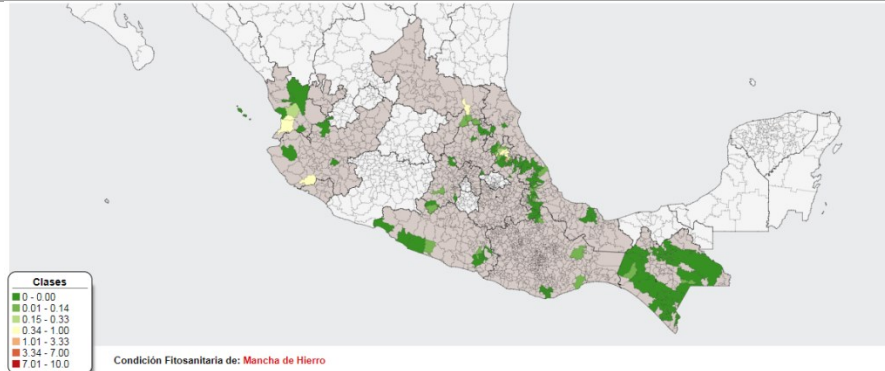 Clases
0 - 0.00
0.01 - 0.14
0.15 - 0.33
0.34 - 1.00
1.01 - 3.33
3.34 - 7.00
7.01 - 10.0
Condición Fitosanitaria de: Mancha de Hierro